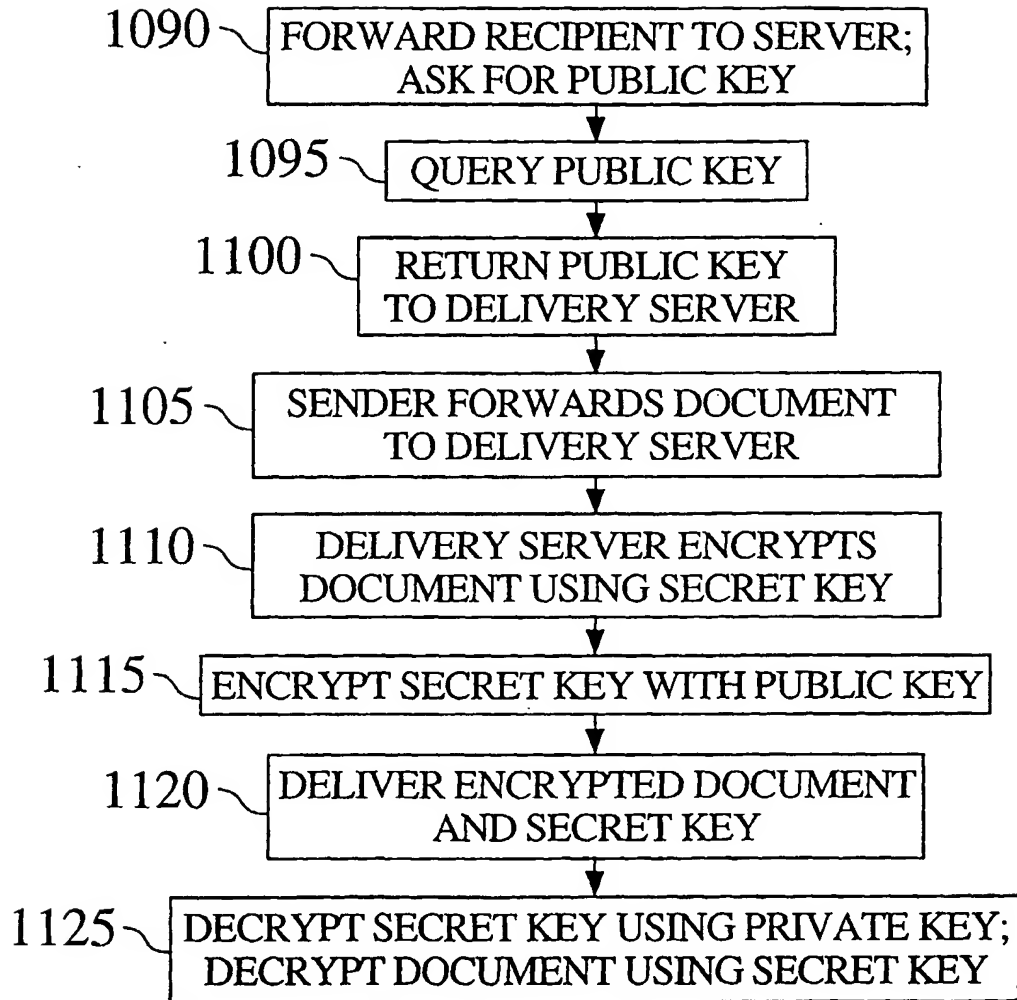 1090
FORWARD RECIPIENT TO SERVER;
ASK FOR PUBLIC KEY
1095
QUERY PUBLIC KEY
1100
RETURN PUBLIC KEY
TO DELIVERY SERVER
1105
SENDER FORWARDS DOCUMENT
TO DELIVERY SERVER
1110
DELIVERY SERVER ENCRYPTS
DOCUMENT USING SECRET KEY
1115
ENCRYPT SECRET KEY WITH PUBLIC KEY
1120
DELIVER ENCRYPTED DOCUMENT
AND SECRET KEY
1125
DECRYPT SECRET KEY USING PRIVATE KEY;
DECRYPT DOCUMENT USING SECRET KEY